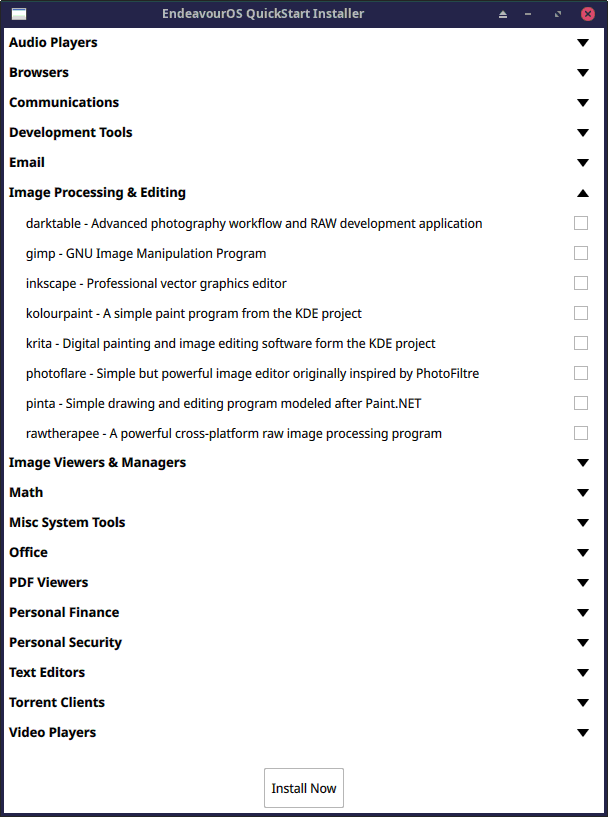 EndeavourOS QuickStart Installer
Audio Players
Browsers
Communications
Development Tools
Email
Image Processing & Editing
darktable - Advanced photography workflow and RAW development application
gimp - GNU Image Manipulation Program
inkscape - Professional vector graphics editor
kolourpaint - A simple paint program from the KDE project
krita - Digital painting and image editing software form the KDE project
photoflare - Simple but powerful image editor originally inspired by PhotoFiltre
pinta - Simple drawing and editing program modeled after Paint.NET
rawtherapee - A powerful cross-platform raw image processing program
Image Viewers & Managers
Math
Misc System Tools
Office
PDF Viewers
Personal Finance
Personal Security
Text Editors
Torrent Clients
Video Players
Install Now